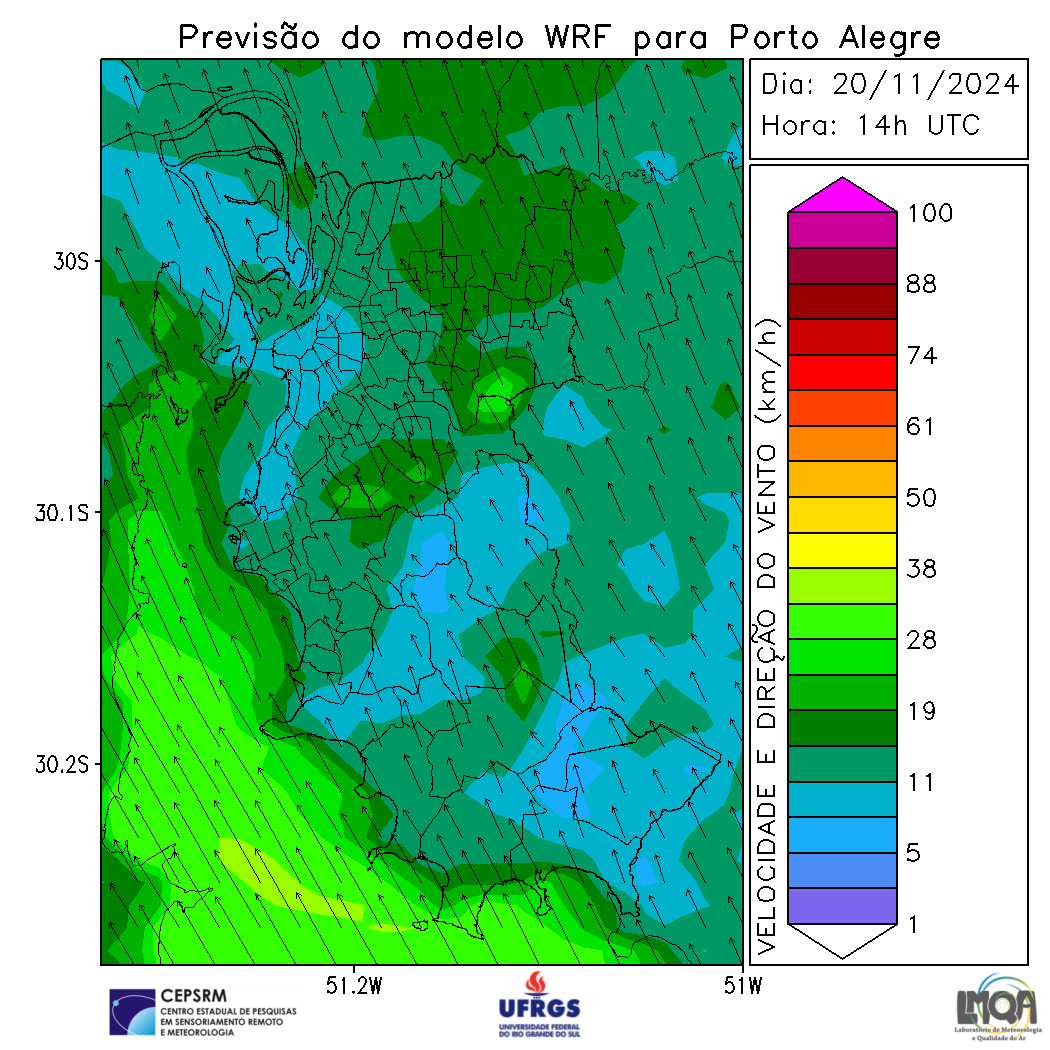 Previsão do modelo WRF para Porto Alegre
Dia: 20/11/2024
Hora: 14h UTC
30S
30.1S
30.2S
51.2W
51W
VELOCIDADE E DIREÇÃO DO VENTO (km/h)
100
88
74
61
50
38
28
19
11
5
1
CEPSRM
CENTRO ESTADUAL DE PESQUISAS
EM SENSORIAMENTO REMOTO
E METEOROLOGIA
UFRGS
UNIVERSIDADE FEDERAL
DO RIO GRANDE DO SUL
LMQA
Laboratório de Meteorologia
e Qualidade do Ar